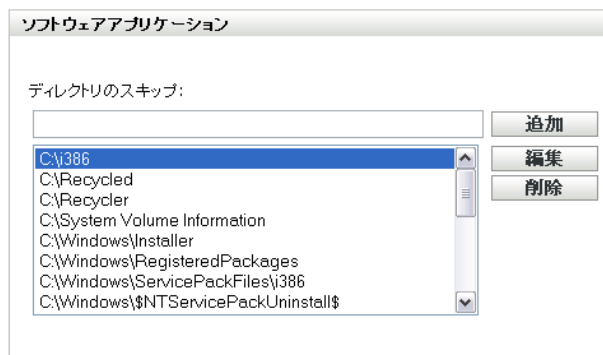 ソフトウェアアプリケーション
ディレクトリのスキップ:
追加
C:\i386
編集
C:\Recycled
削除
C:\Recycler
C:\System Volume Information
C:\Windows\Installer
C:\Windows\RegisteredPackages
C:\Windows\ServicePackFiles\i386
C:\Windows\$NTServicePackUninstall$